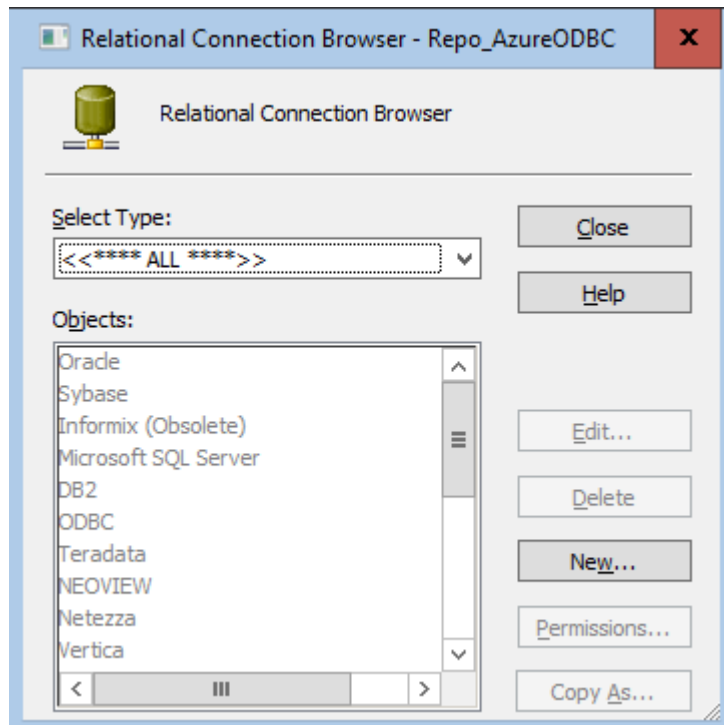 Relational Connection Browser - Repo_AzureODBC
x
Relational Connection Browser
Select Type:
<<**** ALL ****>>
Close
Help
Objects:
Oracle
Sybase
Informix (Obsolete)
Microsoft SQL Server
DB2
ODBC
Teradata
NEOVIEW
Netezza
Vertica
Edit...
Delete
New...
Permissions...
Copy As...